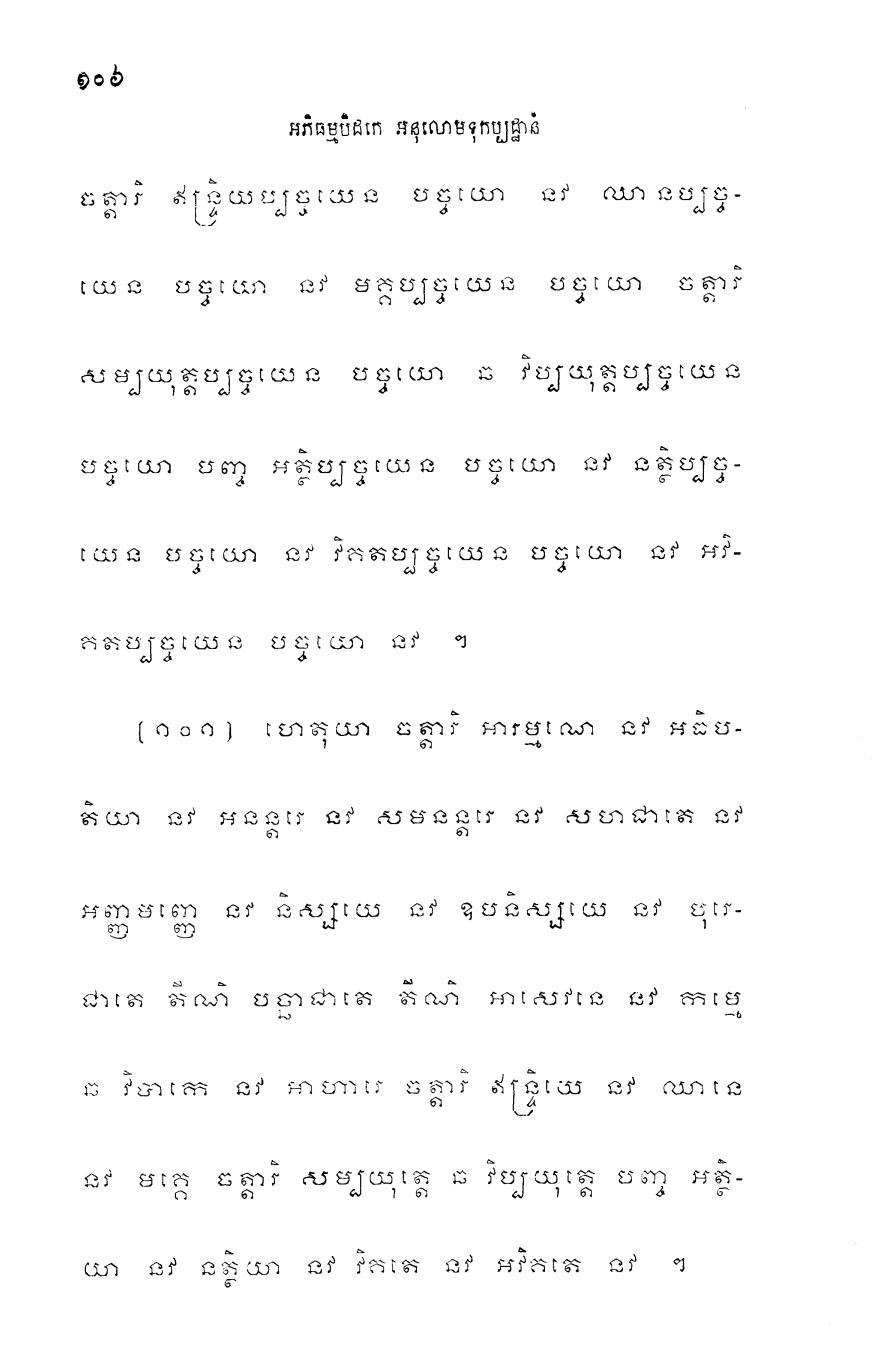 ១០៦
អភិធម្មបិដកេ អនុលោមទុកប្បដ្ឋានំ
ចត្តារិ ឥន្ទ្រិយប្បច្ចយេន បច្ចយោ នវ ឈានប្បច្ច-
យេន បច្ចយោ នវ មគ្គប្បច្ចយេន បច្ចយោ ចត្តារិ
សម្បយុត្តប្បច្ចយេន បច្ចយោ ឆ វិប្បយុត្តប្បច្ចយេន
បច្ចយោ បញ្ច អត្ថិប្បច្ចយេន បច្ចយោ នវ នត្ថិប្បច្ច-
យេន បច្ចយោ នវ វិគតប្បច្ចយេន បច្ចយោ នវ អវិ-
គតប្បច្ចយេន បច្ចយោ នវ ។
[១០១] ហេតុយា ចត្តារិ អារម្មណេ នវ អធិប-
តិយា នវ អនន្តរេ នវ សមនន្តរេ នវ សហជាតេ នវ
អញ្ញមញ្ញេ នវ និស្សយេ នវ ឧបនិស្សយេ នវ បុរេ-
ជាតេ តីណិ បច្ឆាជាតេ តីណិ អាសេវនេ នវ កម្មេ
ឆ វិបាកេ នវ អាហារេ ចត្តារិ ឥន្ទ្រិយេ នវ ឈានេ
នវ មគ្គេ ចត្តារិ សម្បយុត្តេ ឆ វិប្បយុត្តេ បញ្ច អត្ថិ-
យា នវ នត្ថិយា នវ វិគតេ នវ អវិគតេ នវ ។